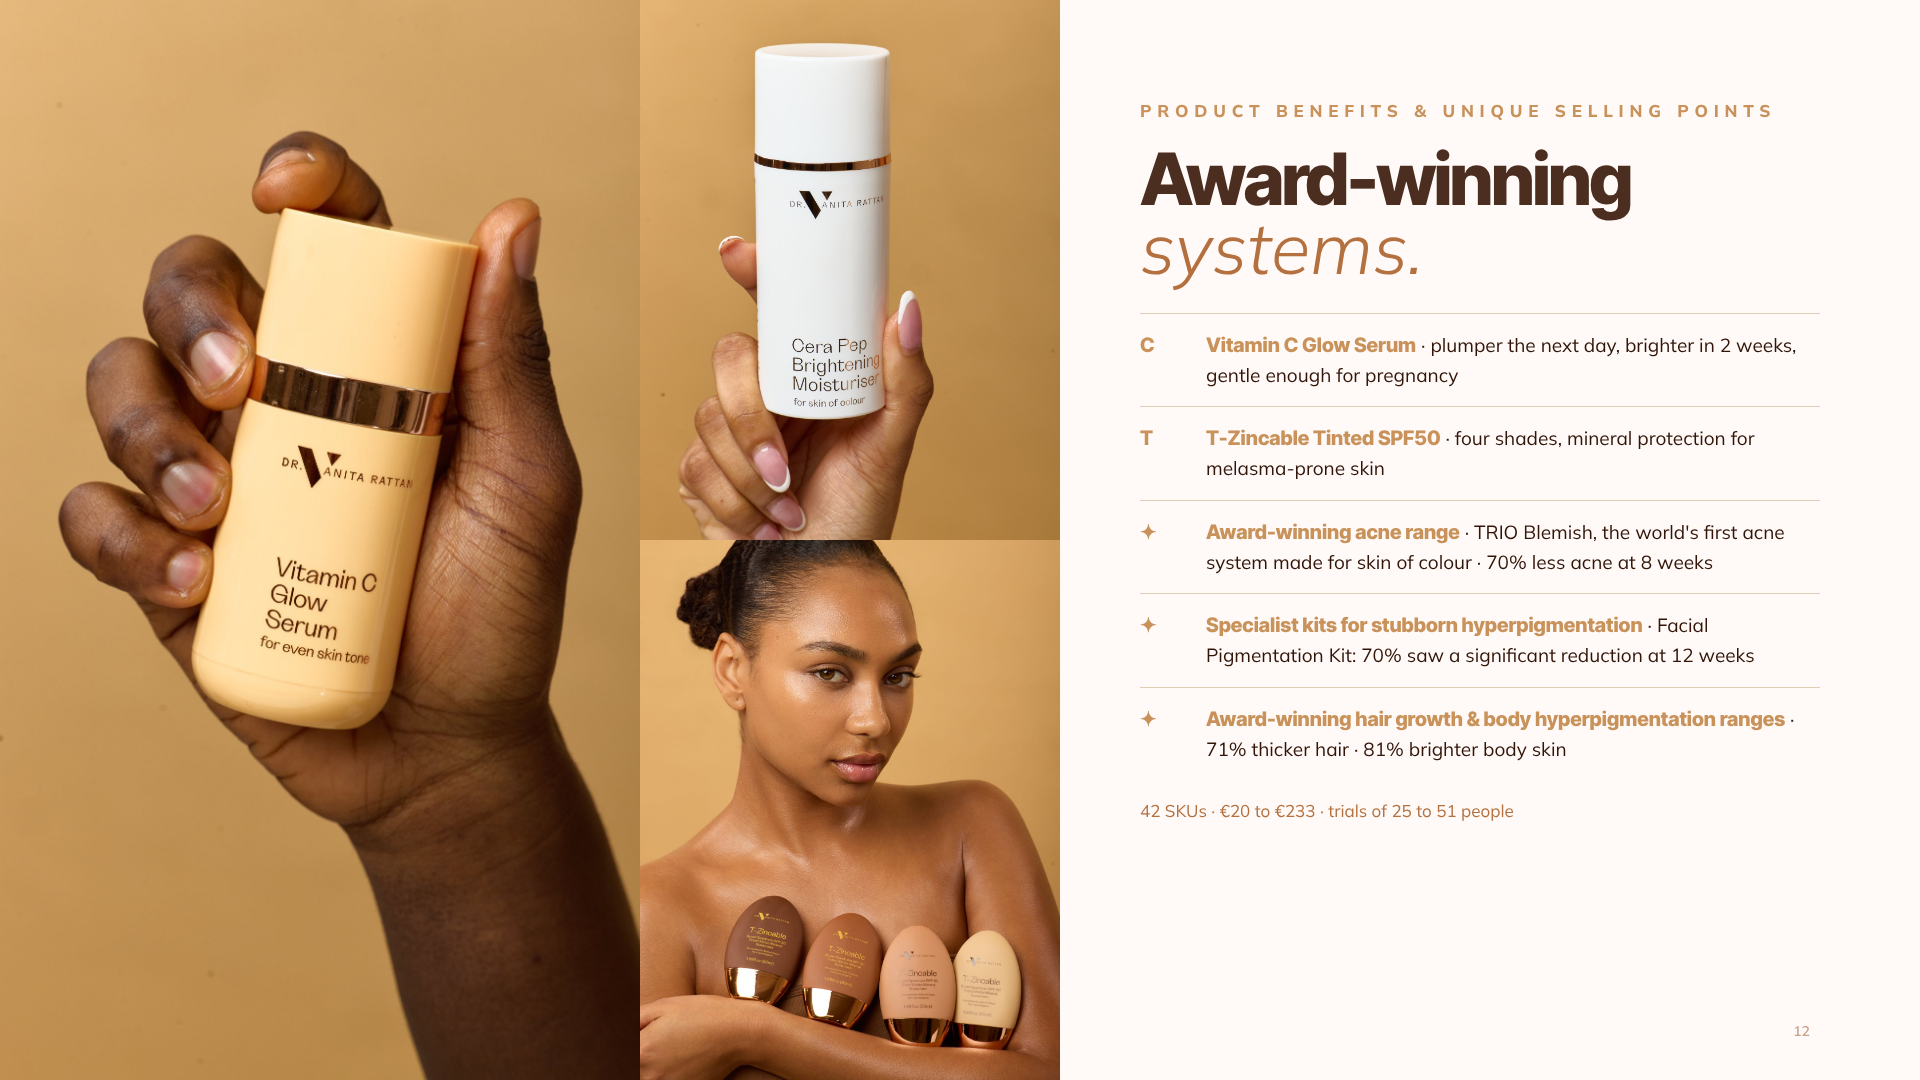 DR. VANITA RATTAN
Vitamin C
Glow
Serum
for even skin tone
DR. VANITA RATTAN
Cera Pep
Brightening
Moisturiser
for skin of colour
T-Zincable
T-Zincable
T-Zincable
T-Zincable
PRODUCT BENEFITS & UNIQUE SELLING POINTS
Award-winning
systems.
C
Vitamin C Glow Serum · plumper the next day, brighter in 2 weeks,
gentle enough for pregnancy
T
T-Zincable Tinted SPF50 · four shades, mineral protection for
melasma-prone skin
✦
Award-winning acne range · TRIO Blemish, the world's first acne
system made for skin of colour · 70% less acne at 8 weeks
✦
Specialist kits for stubborn hyperpigmentation · Facial
Pigmentation Kit: 70% saw a significant reduction at 12 weeks
✦
Award-winning hair growth & body hyperpigmentation ranges ·
71% thicker hair · 81% brighter body skin
42 SKUs · €20 to €233 · trials of 25 to 51 people
12